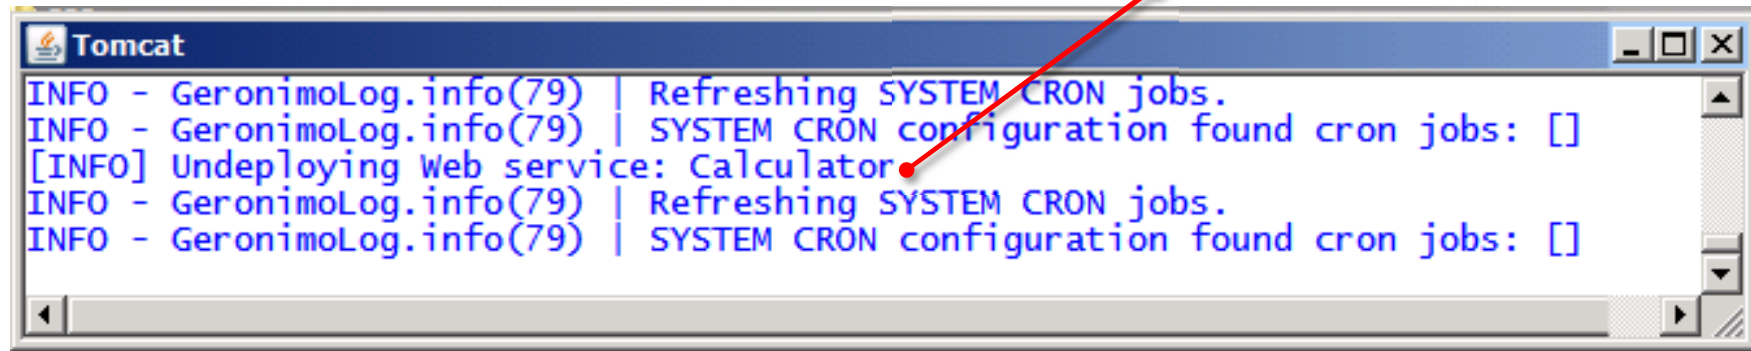 Tomcat
INFO - GeronimoLog.info(79) | Refreshing SYSTEM CRON jobs.
INFO - GeronimoLog.info(79) | SYSTEM CRON configuration found cron jobs: []
[INFO] Undeploying Web service: Calculator
INFO - GeronimoLog.info(79) | Refreshing SYSTEM CRON jobs.
INFO - GeronimoLog.info(79) | SYSTEM CRON configuration found cron jobs: []